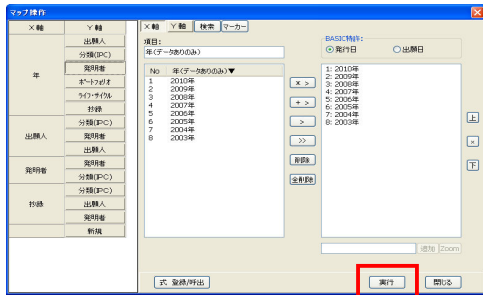 マップ操作
X 軸 Y 軸
年
出願人
分類(IPC)
発明者
ポートフォリオ
ライフ・サイクル
抄録
出願人
分類(IPC)
発明者
出願人
発明者
発明者
分類(IPC)
抄録
分類(IPC)
出願人
発明者
新規
X 軸 Y 軸 検索 マーカー
項目:
年(データありのみ)
BASIC特許:
発行日 出願日
No 年(データありのみ)▼
1 2010年
2 2009年
3 2008年
4 2007年
5 2006年
6 2005年
7 2004年
8 2003年
× >
+ >
>
>>
削除
全削除
1: 2010年
2: 2009年
3: 2008年
4: 2007年
5: 2006年
6: 2005年
7: 2004年
8: 2003年
上
×
下
追加 Zoom
式 登録/呼出
実行
閉じる